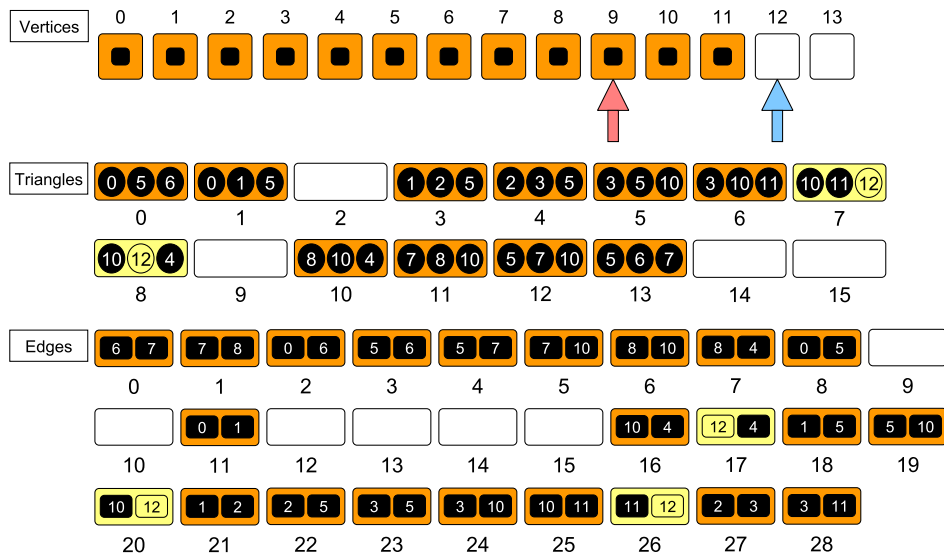 Vertices 0 1 2 3 4 5 6 7 8 9 10 11 12 13
Triangles 0 5 6 0 1 5 1 2 5 2 3 5 3 5 10 3 10 11 10 11 12
0 1 2 3 4 5 6 7
10 12 4 8 10 4 7 8 10 5 7 10 5 6 7
8 9 10 11 12 13 14 15
Edges 6 7 7 8 0 6 5 6 5 7 7 10 8 10 8 4 0 5
0 1 2 3 4 5 6 7 8 9
0 1 10 4 12 4 1 5 5 10
10 11 12 13 14 15 16 17 18 19
10 12 1 2 2 5 3 5 3 10 10 11 11 12 2 3 3 11
20 21 22 23 24 25 26 27 28